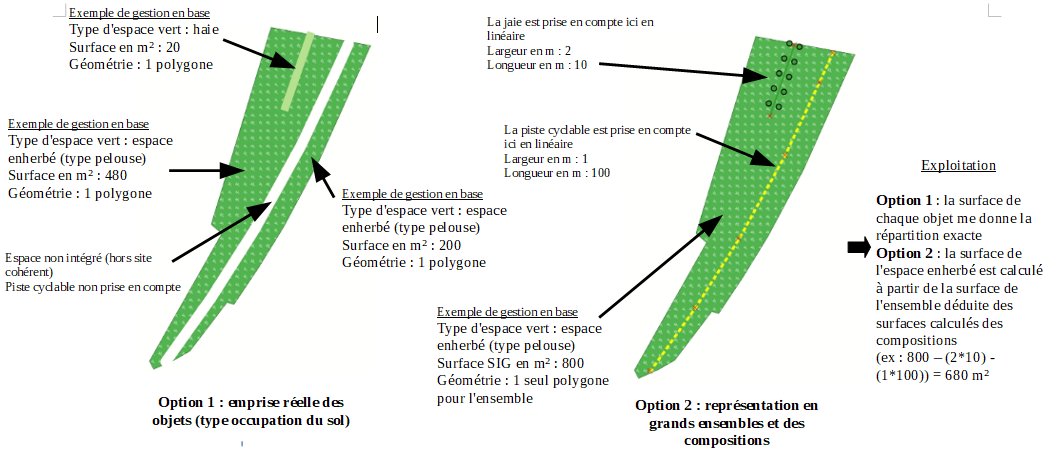 Exemple de gestion en base
Type d'espace vert : haie
Surface en m² : 20
Géométrie : 1 polygone
Exemple de gestion en base
Type d'espace vert : espace
enherbé (type pelouse)
Surface en m² : 480
Géométrie : 1 polygone
Exemple de gestion en base
Type d'espace vert : espace
enherbé (type pelouse)
Surface en m² : 200
Géométrie : 1 polygone
Espace non intégré (hors site
cohérent)
Piste cyclable non prise en compte
Option 1 : emprise réelle des
objets (type occupation du sol)
La jaie est prise en compte ici en
linéaire
Largeur en m : 2
Longueur en m : 10
La piste cyclable est prise en compte
ici en linéaire
Largeur en m : 1
Longueur en m : 100
Exemple de gestion en base
Type d'espace vert : espace
enherbé (type pelouse)
Surface SIG en m² : 800
Géométrie : 1 seul polygone
pour l'ensemble
Option 2 : représentation en
grands ensembles et des
compositions
Exploitation
Option 1 : la surface de
chaque objet me donne la
répartition exacte
Option 2 : la surface de
l'espace enherbé est calculé
à partir de la surface de
l'ensemble déduite des
surfaces calculés des
compositions
(ex : 800 – (2*10) -
(1*100)) = 680 m²